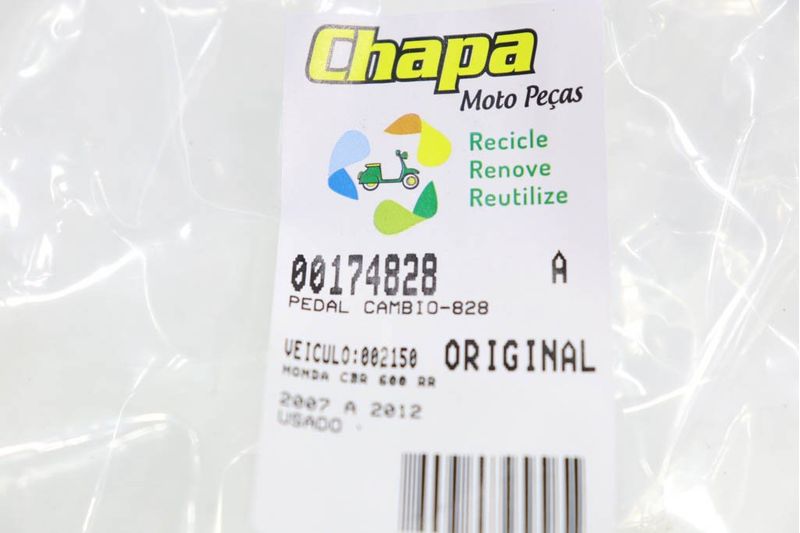 Chapa
Moto Peças
Recicle
Renove
Reutilize
00174828 A
PEDAL CAMBIO-828
VEICULO:002150 ORIGINAL
HONDA CBR 600 RR
2007 A 2012
USADO